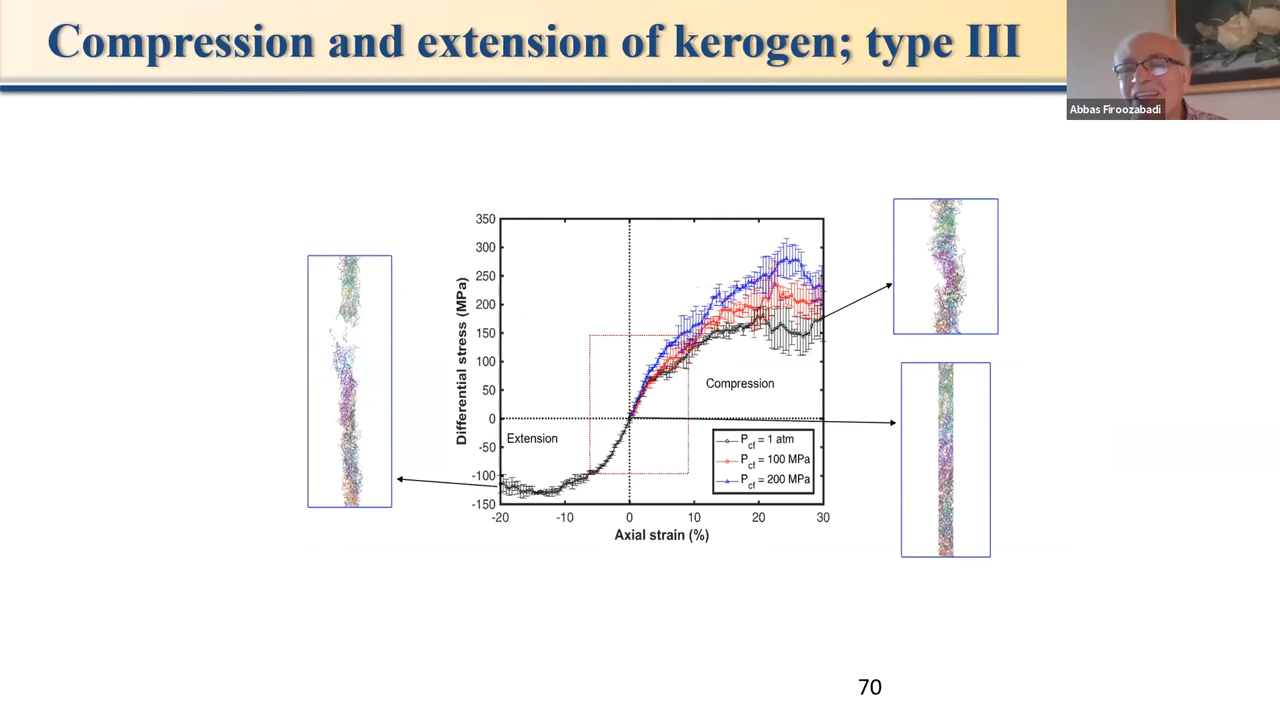 Compression and extension of kerogen; type III
Abbas Firoozabadi
350
300
250
200
150
100
50
0
-50
-100
-150
Differential stress (MPa)
Compression
Extension
Pcf = 1 atm
Pcf = 100 MPa
Pcf = 200 MPa
-20 -10 0 10 20 30
Axial strain (%)
70